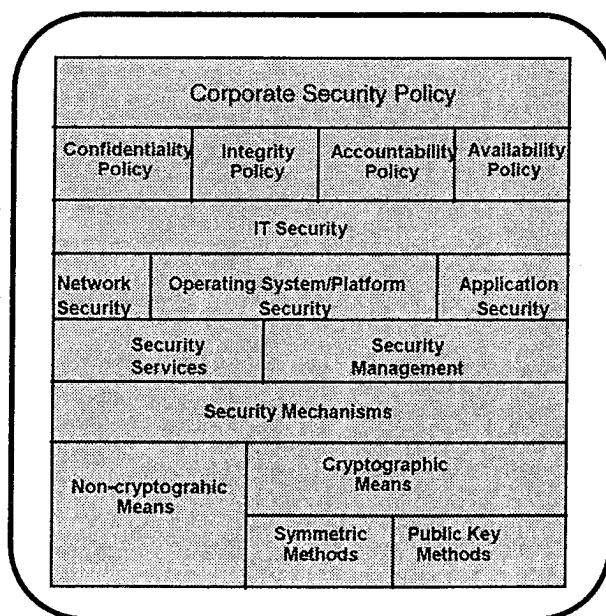 Corporate Security Policy
Confidentiality
Policy
Integrity
Policy
Accountability
Policy
Availability
Policy
IT Security
Network
Security
Operating System/Platform
Security
Application
Security
Security
Services
Security
Management
Security Mechanisms
Non-cryptograhic
Means
Cryptographic
Means
Symmetric
Methods
Public Key
Methods